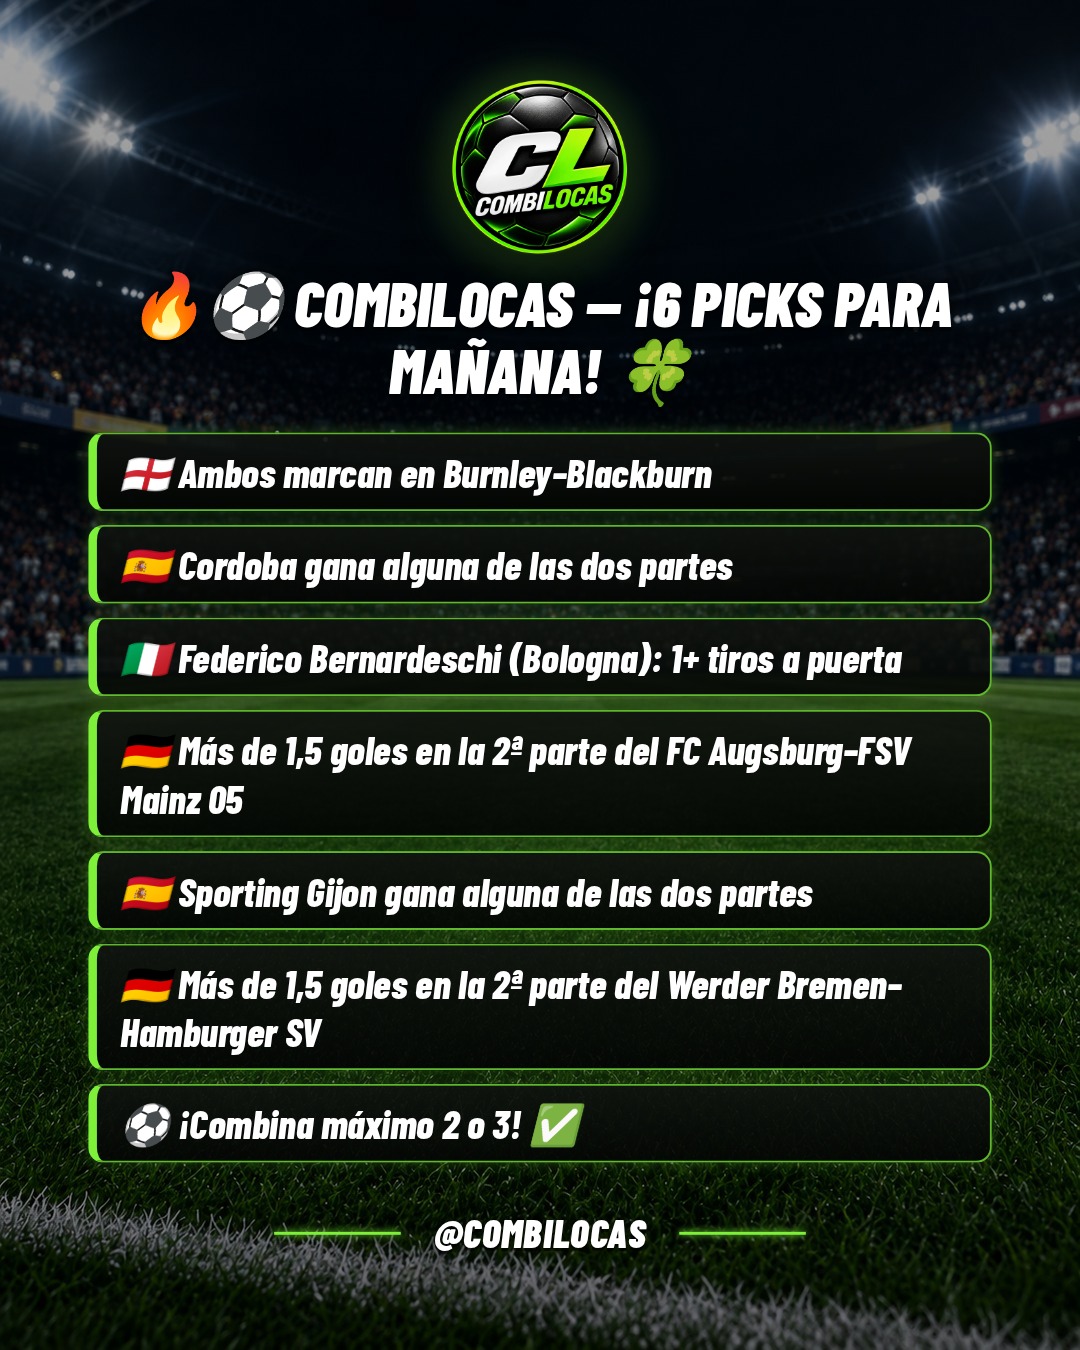 CL
COMBILOCAS
🔥⚽ COMBILOCAS – ¡6 PICKS PARA
MAÑANA! 🍀
🏴󠁧󠁢󠁥󠁮󠁧󠁿 Ambos marcan en Burnley-Blackburn
🇪🇸 Cordoba gana alguna de las dos partes
🇮🇹 Federico Bernardeschi (Bologna): 1+ tiros a puerta
🇩🇪 Más de 1,5 goles en la 2ª parte del FC Augsburg-FSV
Mainz 05
🇪🇸 Sporting Gijon gana alguna de las dos partes
🇩🇪 Más de 1,5 goles en la 2ª parte del Werder Bremen-
Hamburger SV
⚽ ¡Combina máximo 2 o 3! ✅
@COMBILOCAS